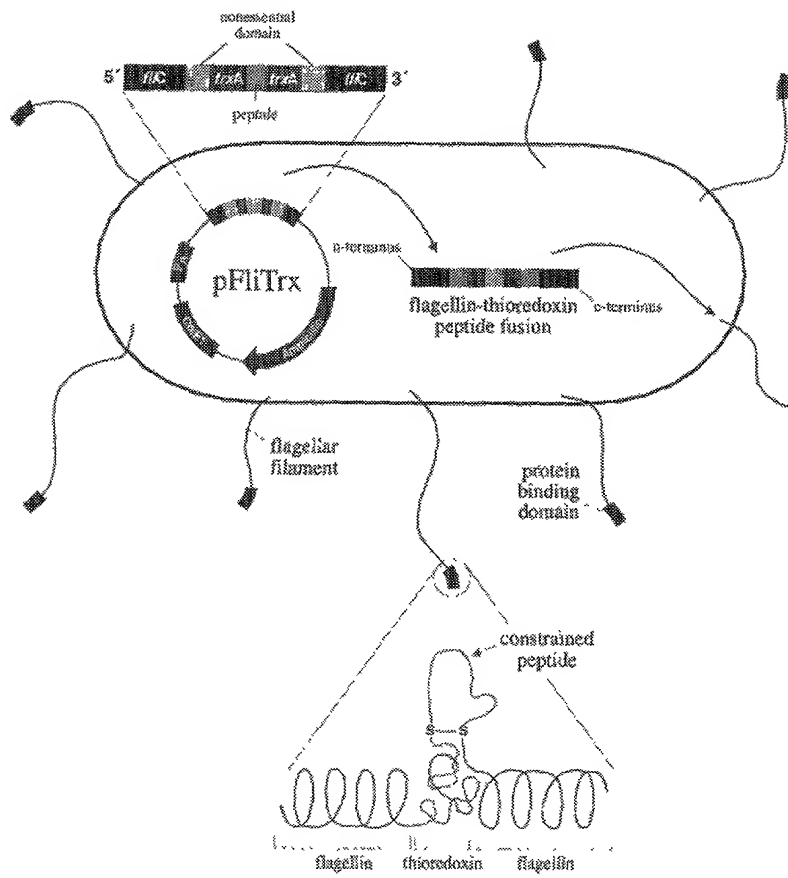 nonessential
domain
5´ fliC trxA trxA fliC 3´
peptide
pFliTrx
n-terminus
c-terminus
flagellin-thioredoxin
peptide fusion
flagellar
filament
protein
binding
domain
constrained
peptide
S S
flagellin thioredoxin flagellin